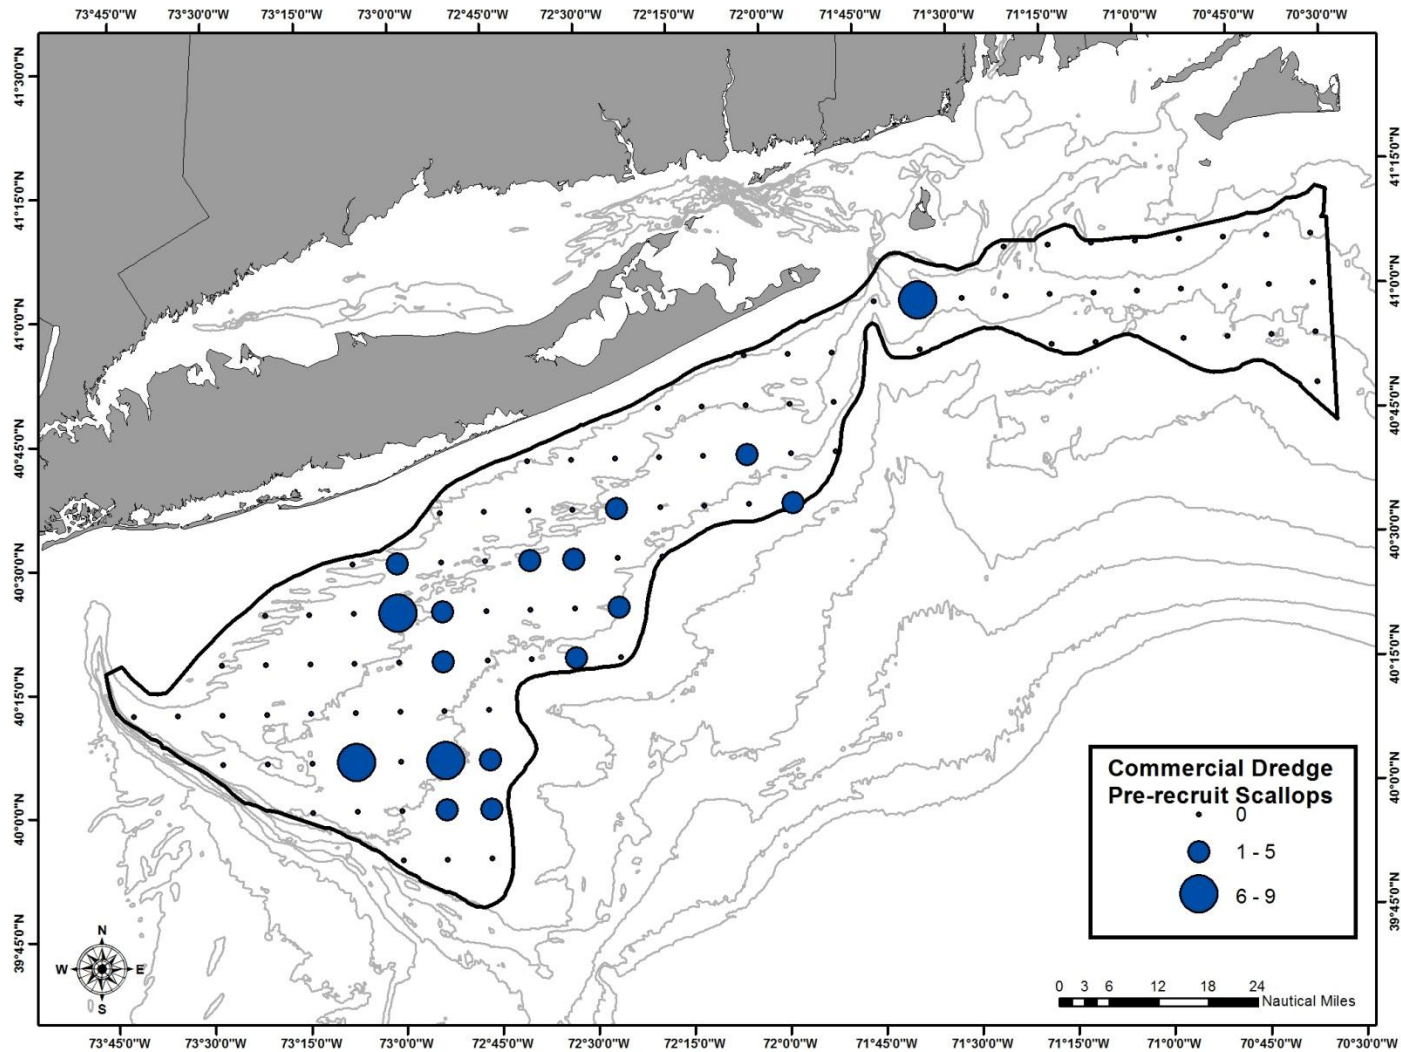 73°45'0"W 73°30'0"W 73°15'0"W 73°0'0"W 72°45'0"W 72°30'0"W 72°15'0"W 72°0'0"W 71°45'0"W 71°30'0"W 71°15'0"W 71°0'0"W 70°45'0"W 70°30'0"W
41°30'0"N
41°15'0"N
41°0'0"N
40°45'0"N
40°30'0"N
40°15'0"N
40°0'0"N
39°45'0"N
41°15'0"N
41°0'0"N
40°45'0"N
40°30'0"N
40°15'0"N
40°0'0"N
39°45'0"N
Commercial Dredge
Pre-recruit Scallops
0
1 - 5
6 - 9
N
W E
S
0 3 6 12 18 24
Nautical Miles
73°45'0"W 73°30'0"W 73°15'0"W 73°0'0"W 72°45'0"W 72°30'0"W 72°15'0"W 72°0'0"W 71°45'0"W 71°30'0"W 71°15'0"W 71°0'0"W 70°45'0"W 70°30'0"W